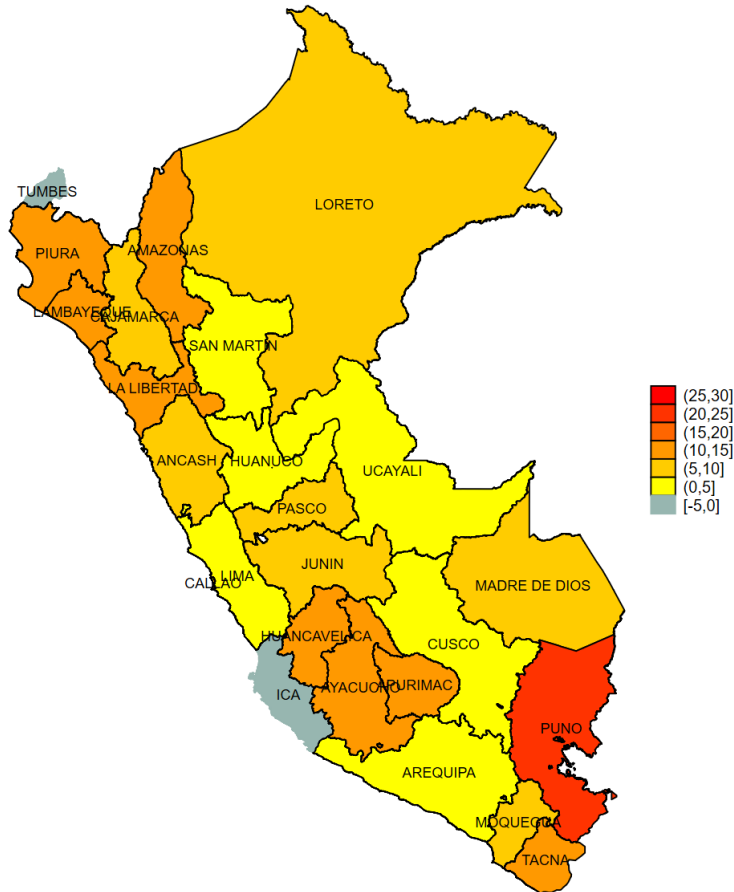 LORETO
TUMBES
AMAZONAS
PIURA
LAMBAYEQUE
CAJAMARCA
SAN MARTIN
LA LIBERTAD
ANCASH
HUANUCO
UCAYALI
PASCO
JUNIN
LIMA
CALLAO
MADRE DE DIOS
HUANCAVELICA
CUSCO
ICA
AYACUCHO
APURIMAC
PUNO
AREQUIPA
MOQUEGUA
TACNA
(25,30]
(20,25]
(15,20]
(10,15]
(5,10]
(0,5]
[-5,0]